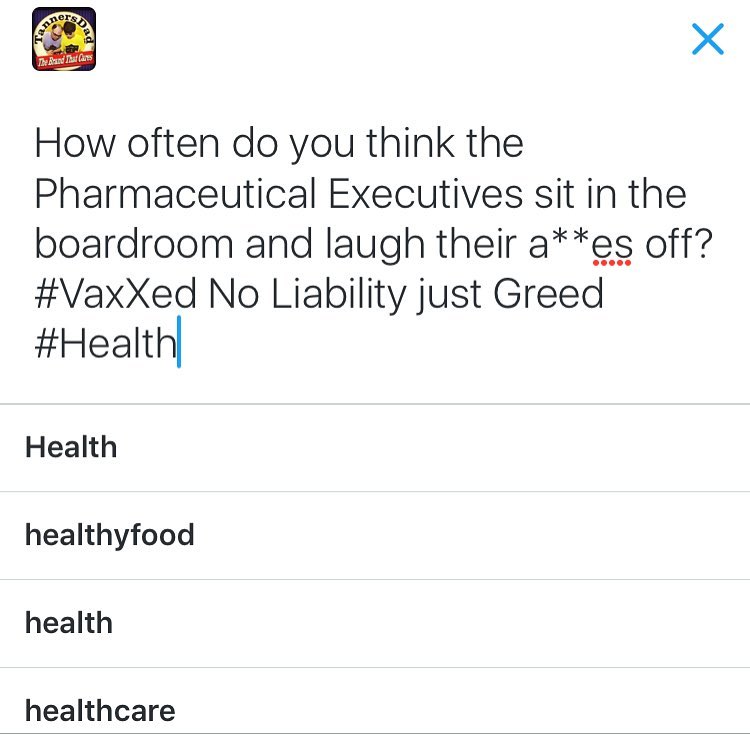 TannersDad
The Brand That Cares
How often do you think the
Pharmaceutical Executives sit in the
boardroom and laugh their a**es off?
#VaxXed No Liability just Greed
#Health
Health
healthyfood
health
healthcare